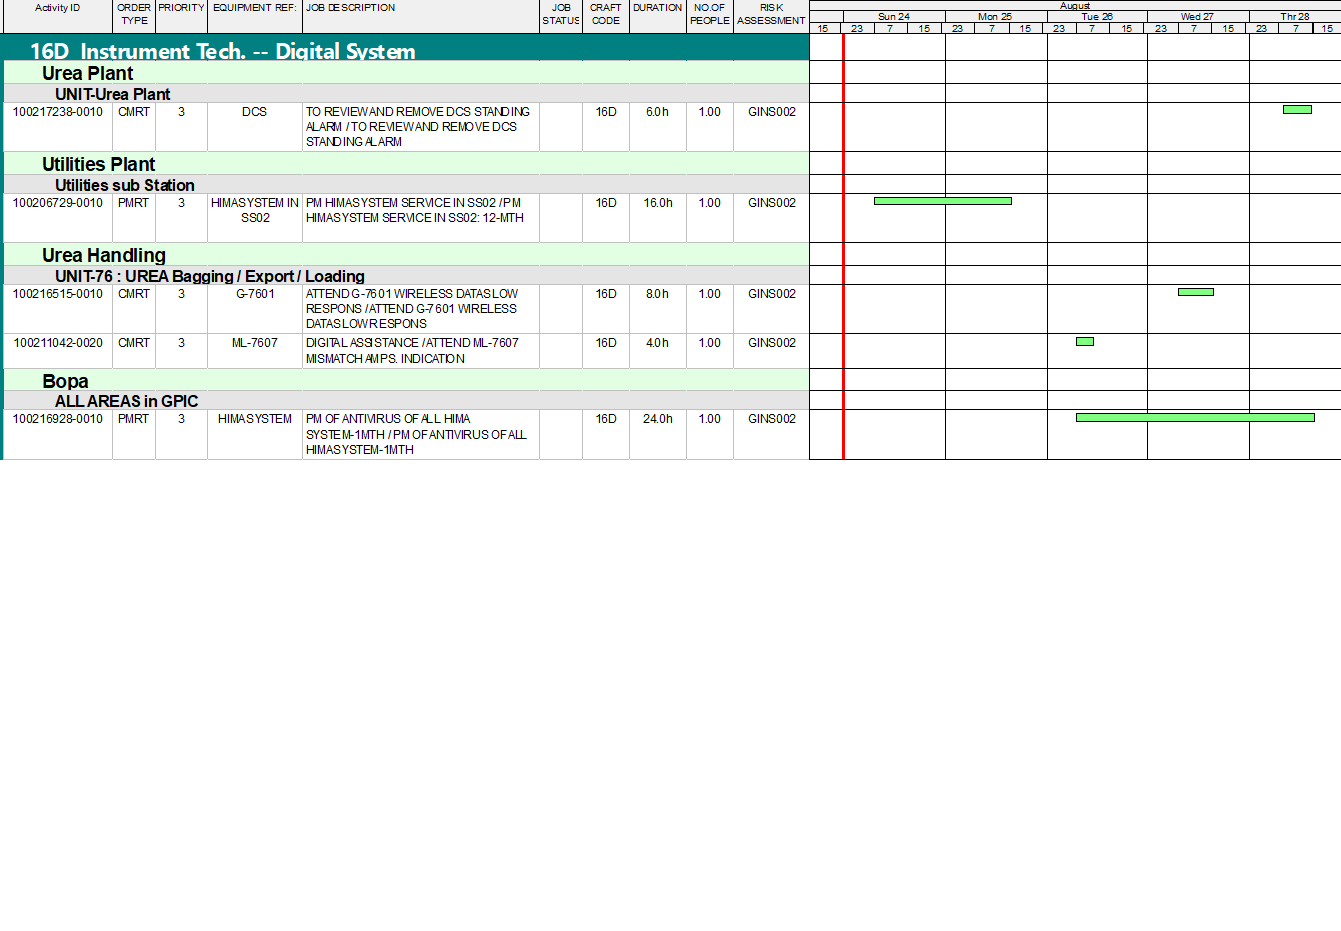 August
Activity ID ORDER TYPE PRIORITY EQUIPMENT REF: JOB DESCRIPTION JOB STATUS CRAFT CODE DURATION NO.OF PEOPLE RISK ASSESSMENT
Sun 24 Mon 25 Tue 26 Wed 27 Thr 28
15 23 7 15 23 7 15 23 7 15 23 7 15 23 7 15
16D Instrument Tech. -- Digital System
Urea Plant
UNIT-Urea Plant
100217238-0010 CMRT 3 DCS TO REVIEW AND REMOVE DCS STANDING 16D 6.0h 1.00 GINS002
ALARM / TO REVIEW AND REMOVE DCS
STANDING ALARM
Utilities Plant
Utilities sub Station
100206729-0010 PMRT 3 HIMA SYSTEM IN PM HIMA SYSTEM SERVICE IN SS02 / PM 16D 16.0h 1.00 GINS002
SS02 HIMA SYSTEM SERVICE IN SS02: 12-MTH
Urea Handling
UNIT-76 : UREA Bagging / Export / Loading
100216515-0010 CMRT 3 G-7601 ATTEND G-7601 WIRELESS DATA SLOW 16D 8.0h 1.00 GINS002
RESPONS / ATTEND G-7601 WIRELESS
DATA SLOW RESPONS
100211042-0020 CMRT 3 ML-7607 DIGITAL ASSISTANCE / ATTEND ML-7607 16D 4.0h 1.00 GINS002
MISMATCH AMPS. INDICATION
Bopa
ALL AREAS in GPIC
100216928-0010 PMRT 3 HIMA SYSTEM PM OF ANTIVIRUS OF ALL HIMA 16D 24.0h 1.00 GINS002
SYSTEM-1MTH / PM OF ANTIVIRUS OF ALL
HIMA SYSTEM-1MTH